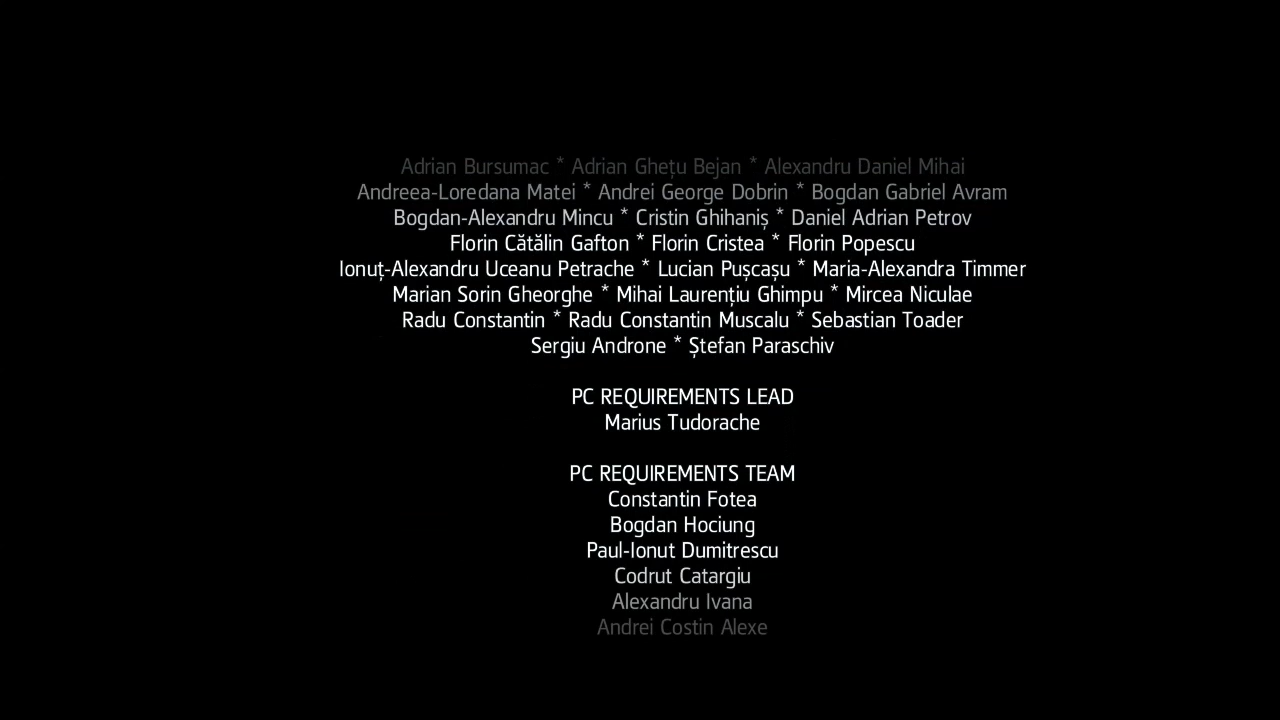 Adrian Bursumac * Adrian Ghețu Bejan * Alexandru Daniel Mihai
Andreea-Loredana Matei * Andrei George Dobrin * Bogdan Gabriel Avram
Bogdan-Alexandru Mincu * Cristin Ghihaniș * Daniel Adrian Petrov
Florin Cătălin Gafton * Florin Cristea * Florin Popescu
Ionuț-Alexandru Uceanu Petrache * Lucian Pușcașu * Maria-Alexandra Timmer
Marian Sorin Gheorghe * Mihai Laurențiu Ghimpu * Mircea Niculae
Radu Constantin * Radu Constantin Muscalu * Sebastian Toader
Sergiu Androne * Ștefan Paraschiv
PC REQUIREMENTS LEAD
Marius Tudorache
PC REQUIREMENTS TEAM
Constantin Fotea
Bogdan Hociung
Paul-Ionut Dumitrescu
Codrut Catargiu
Alexandru Ivana
Andrei Costin Alexe